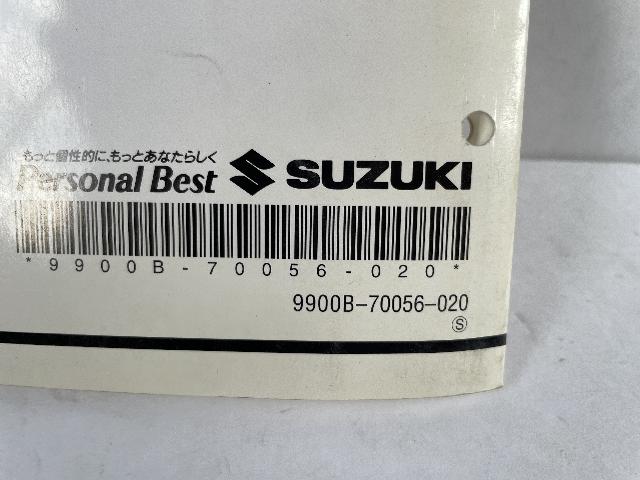 もっと個性的に、もっとあなたらしく
Personal Best SUZUKI
*9900B-70056-020*
9900B-70056-020
S